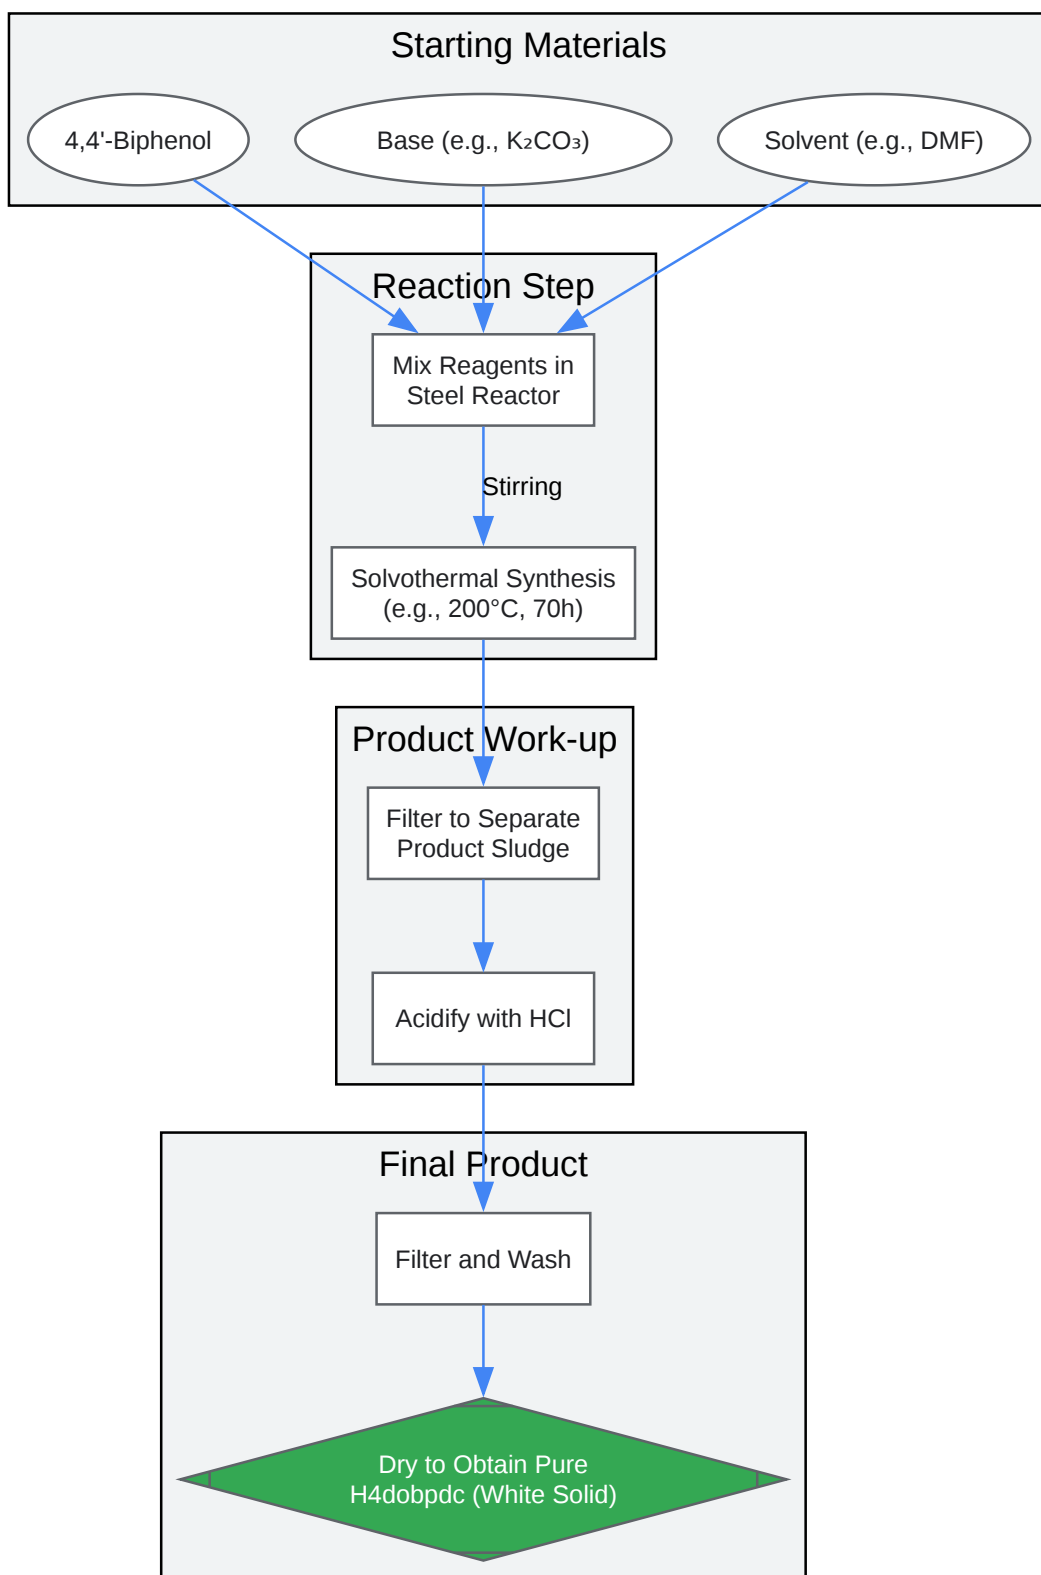 Starting Materials
4,4'-Biphenol
Base (e.g., K₂CO₃)
Solvent (e.g., DMF)
Reaction Step
Mix Reagents in
Steel Reactor
Stirring
Solvothermal Synthesis
(e.g., 200°C, 70h)
Product Work-up
Filter to Separate
Product Sludge
Acidify with HCl
Final Product
Filter and Wash
Dry to Obtain Pure
H4dobpdc (White Solid)